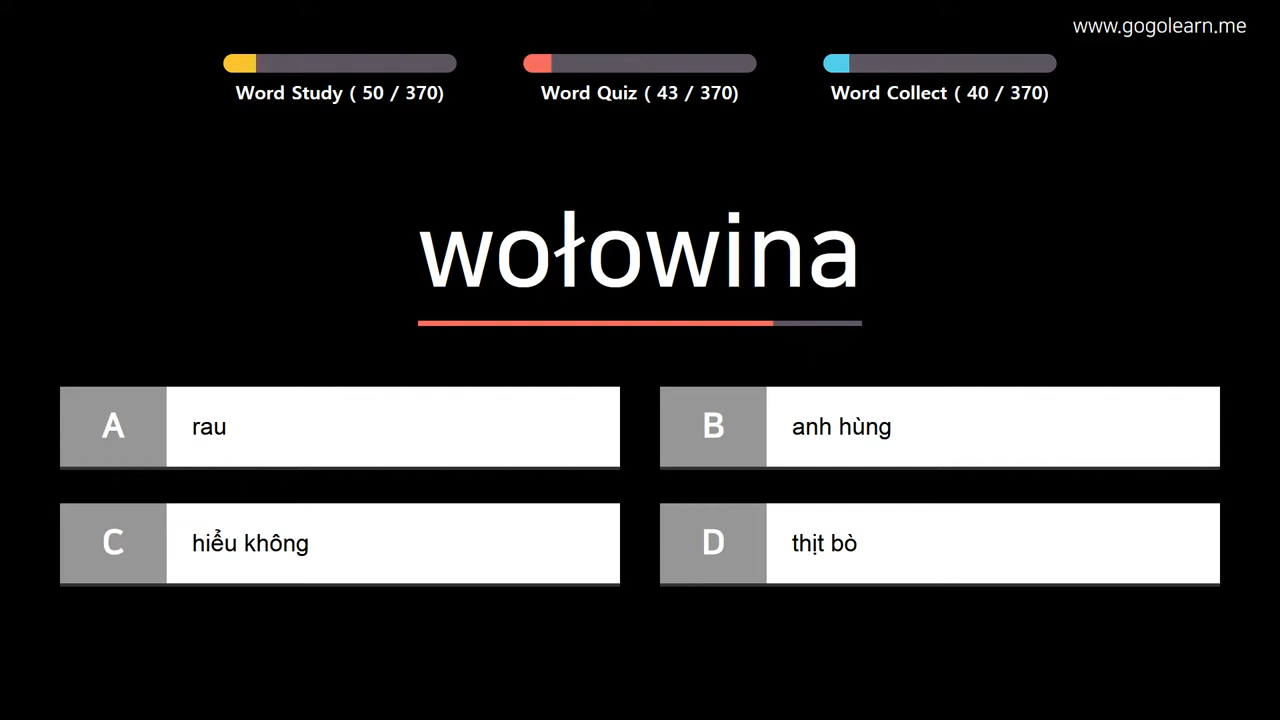 www.gogolearn.me
Word Study ( 50 / 370)
Word Quiz ( 43 / 370)
Word Collect ( 40 / 370)
wołowina
A rau
B anh hùng
C hiểu không
D thịt bò